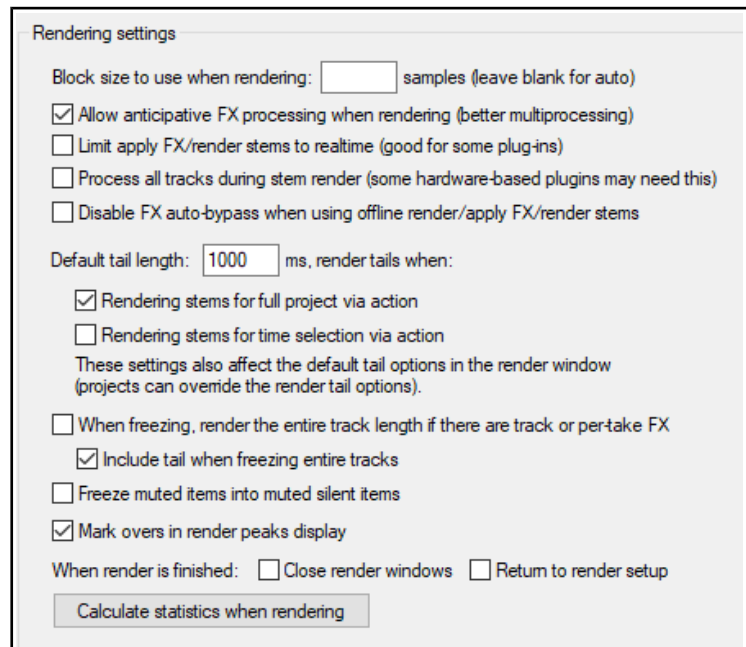 Rendering settings
Block size to use when rendering: samples (leave blank for auto)
Allow anticipative FX processing when rendering (better multiprocessing)
Limit apply FX/render stems to realtime (good for some plug-ins)
Process all tracks during stem render (some hardware-based plugins may need this)
Disable FX auto-bypass when using offline render/apply FX/render stems
Default tail length: 1000 ms, render tails when:
Rendering stems for full project via action
Rendering stems for time selection via action
These settings also affect the default tail options in the render window
(projects can override the render tail options).
When freezing, render the entire track length if there are track or per-take FX
Include tail when freezing entire tracks
Freeze muted items into muted silent items
Mark overs in render peaks display
When render is finished: Close render windows Return to render setup
Calculate statistics when rendering